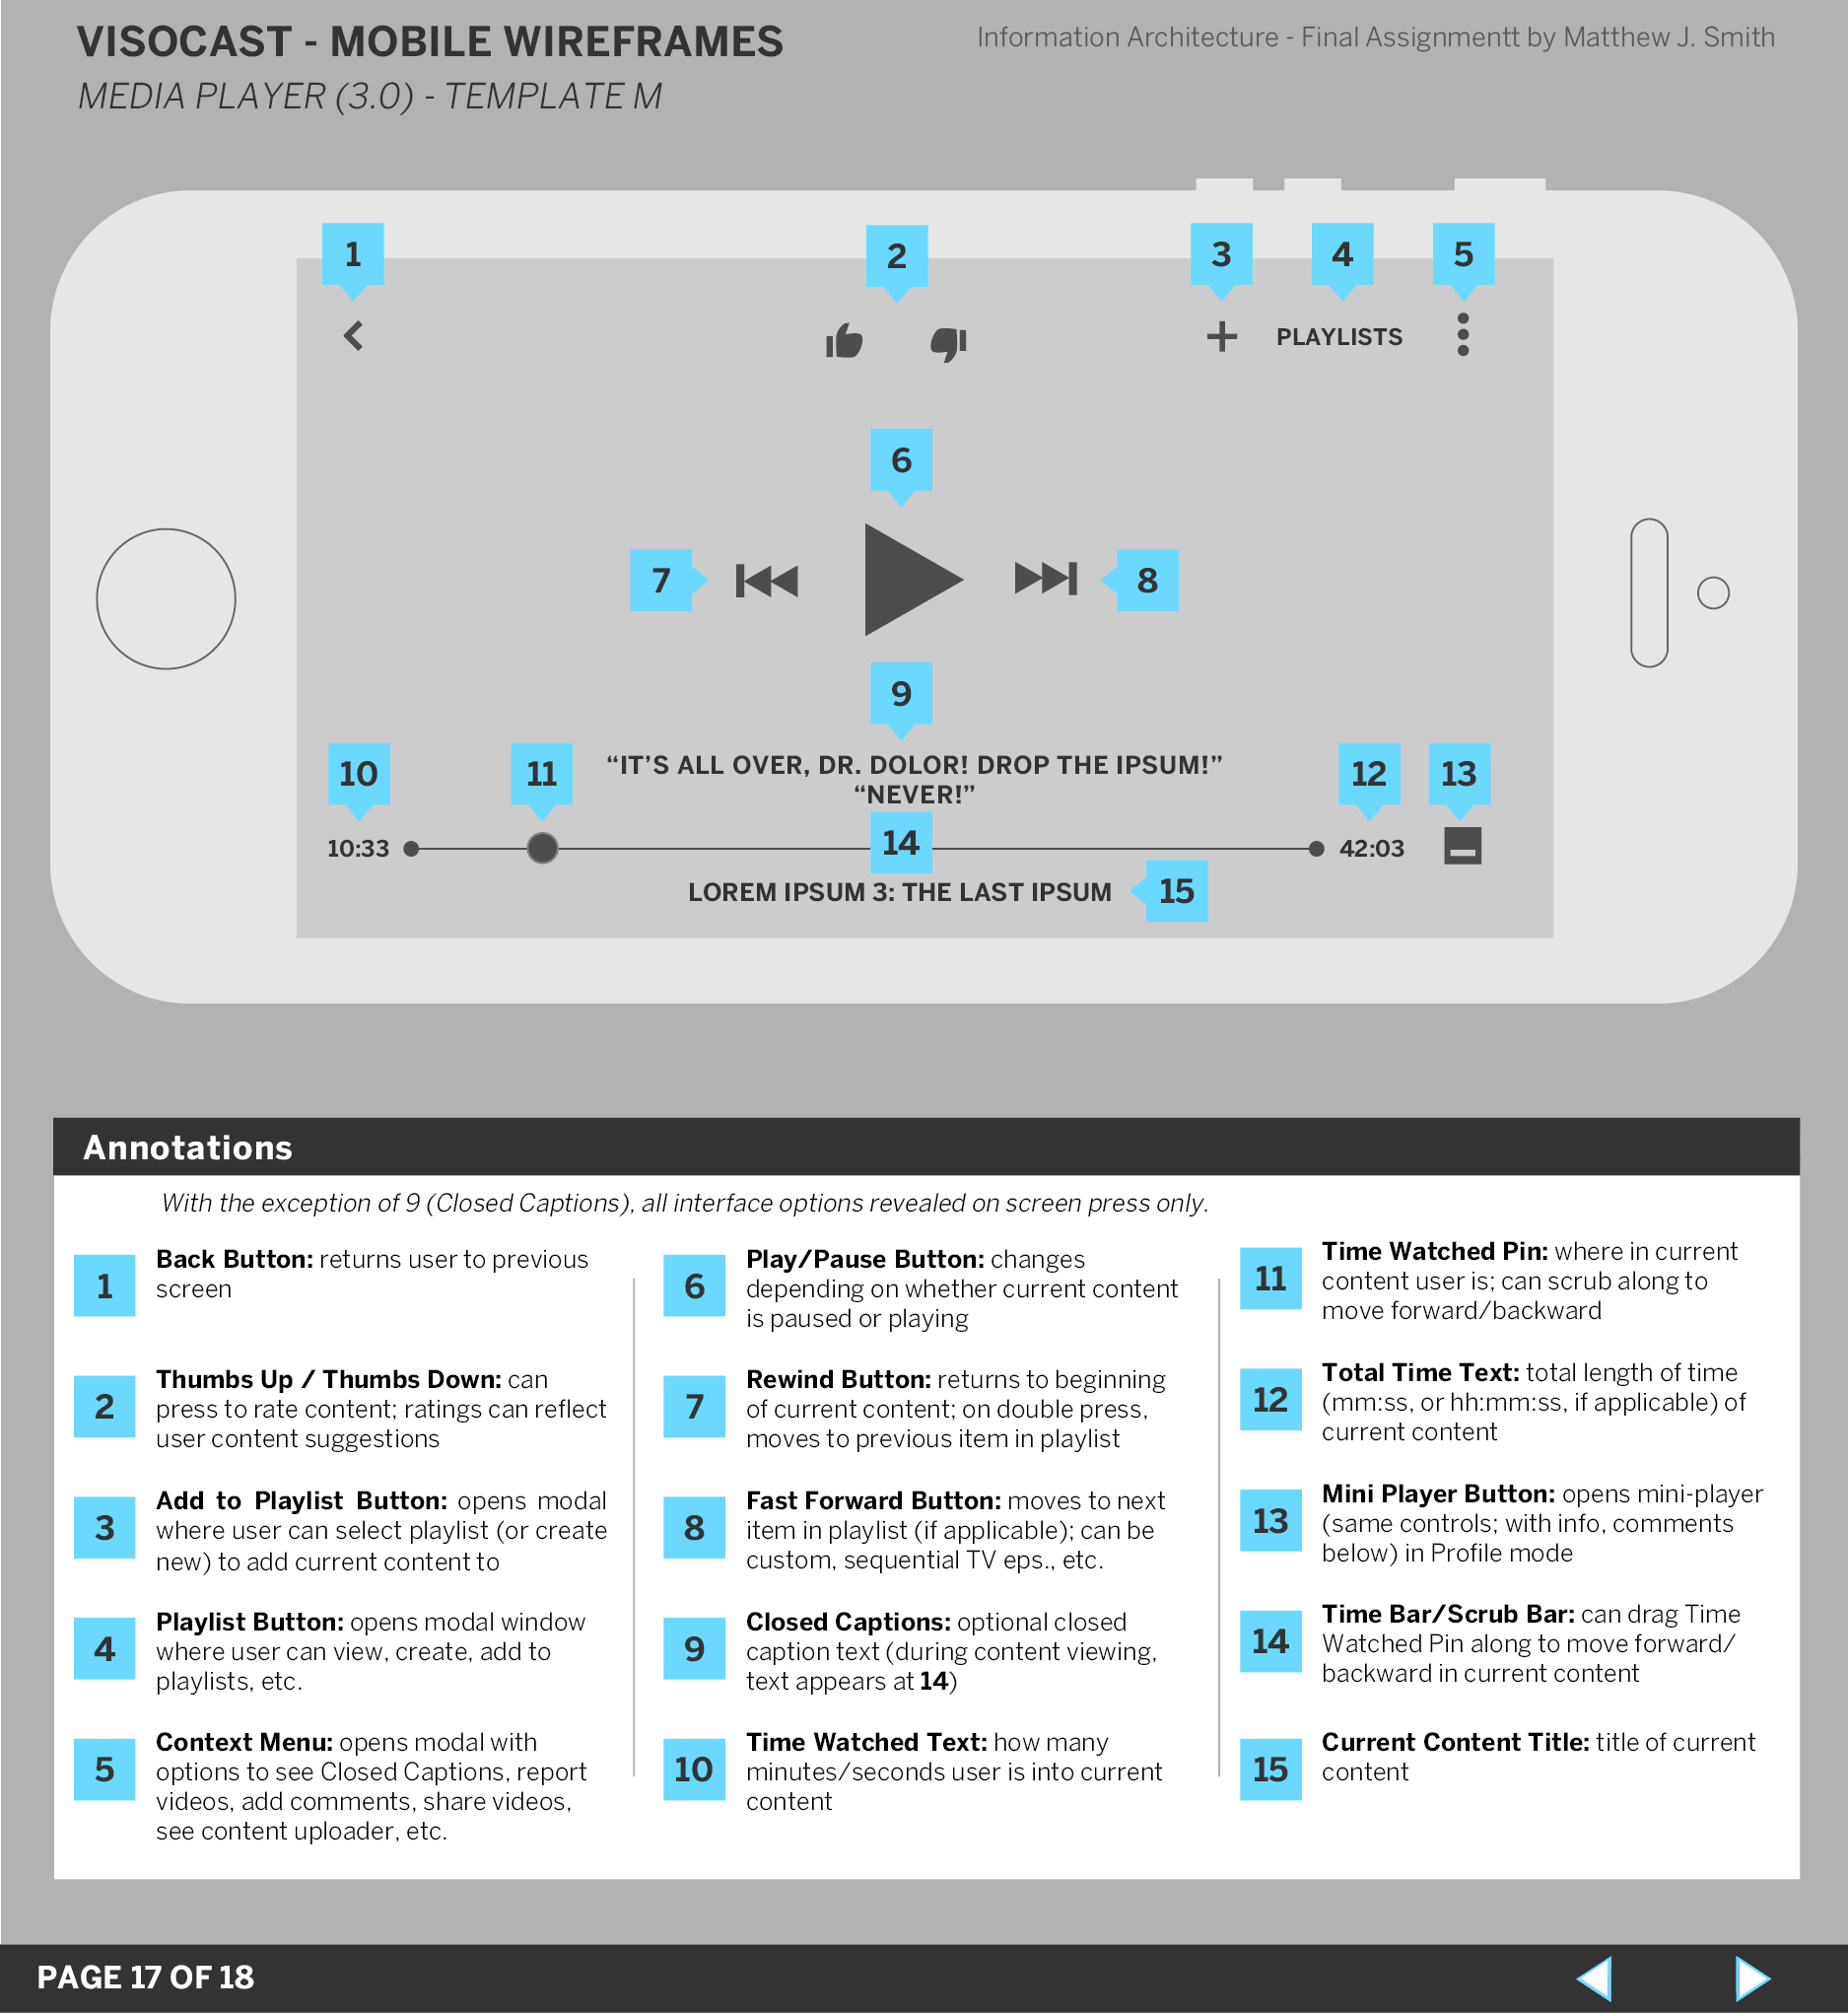 VISOCAST - MOBILE WIREFRAMES
Information Architecture - Final Assignmentt by Matthew J. Smith
MEDIA PLAYER (3.0) - TEMPLATE M
1
2
3
4
5
PLAYLISTS
6
7
8
9
10
11
"IT'S ALL OVER, DR. DOLOR! DROP THE IPSUM!"
"NEVER!"
12
13
10:33
14
42:03
LOREM IPSUM 3: THE LAST IPSUM
15
Annotations
With the exception of 9 (Closed Captions), all interface options revealed on screen press only.
1
Back Button: returns user to previous
screen
2
Thumbs Up / Thumbs Down: can
press to rate content; ratings can reflect
user content suggestions
3
Add to Playlist Button: opens modal
where user can select playlist (or create
new) to add current content to
4
Playlist Button: opens modal window
where user can view, create, add to
playlists, etc.
5
Context Menu: opens modal with
options to see Closed Captions, report
videos, add comments, share videos,
see content uploader, etc.
6
Play/Pause Button: changes
depending on whether current content
is paused or playing
7
Rewind Button: returns to beginning
of current content; on double press,
moves to previous item in playlist
8
Fast Forward Button: moves to next
item in playlist (if applicable); can be
custom, sequential TV eps., etc.
9
Closed Captions: optional closed
caption text (during content viewing,
text appears at 14)
10
Time Watched Text: how many
minutes/seconds user is into current
content
11
Time Watched Pin: where in current
content user is; can scrub along to
move forward/backward
12
Total Time Text: total length of time
(mm:ss, or hh:mm:ss, if applicable) of
current content
13
Mini Player Button: opens mini-player
(same controls; with info, comments
below) in Profile mode
14
Time Bar/Scrub Bar: can drag Time
Watched Pin along to move forward/
backward in current content
15
Current Content Title: title of current
content
PAGE 17 OF 18